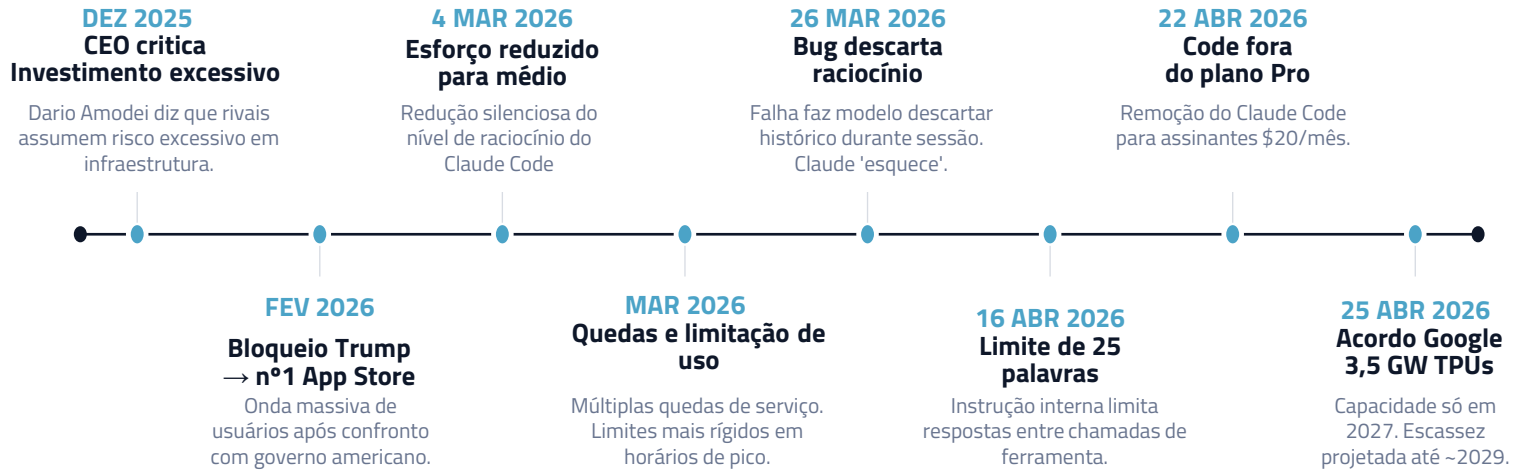 DEZ 2025
CEO critica
Investimento excessivo
Dario Amodei diz que rivais
assumem risco excessivo em
infraestrutura.
4 MAR 2026
Esforço reduzido
para médio
Redução silenciosa do
nível de raciocínio do
Claude Code
26 MAR 2026
Bug descarta
raciocínio
Falha faz modelo descartar
histórico durante sessão.
Claude 'esquece'.
22 ABR 2026
Code fora
do plano Pro
Remoção do Claude Code
para assinantes $20/mês.
FEV 2026
Bloqueio Trump
→ nº1 App Store
Onda massiva de
usuários após confronto
com governo americano.
MAR 2026
Quedas e limitação de
uso
Múltiplas quedas de serviço.
Limites mais rígidos em
horários de pico.
16 ABR 2026
Limite de 25
palavras
Instrução interna limita
respostas entre chamadas de
ferramenta.
25 ABR 2026
Acordo Google
3,5 GW TPUs
Capacidade só em
2027. Escassez
projetada até ~2029.